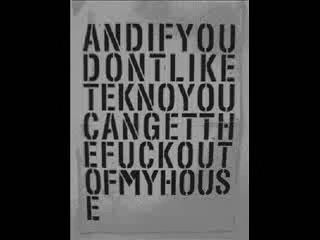 ANDIFYOU
DONTLIKE
TEKNOYOU
CANGETTH
EFUCKOUT
OFMYHOUS
E